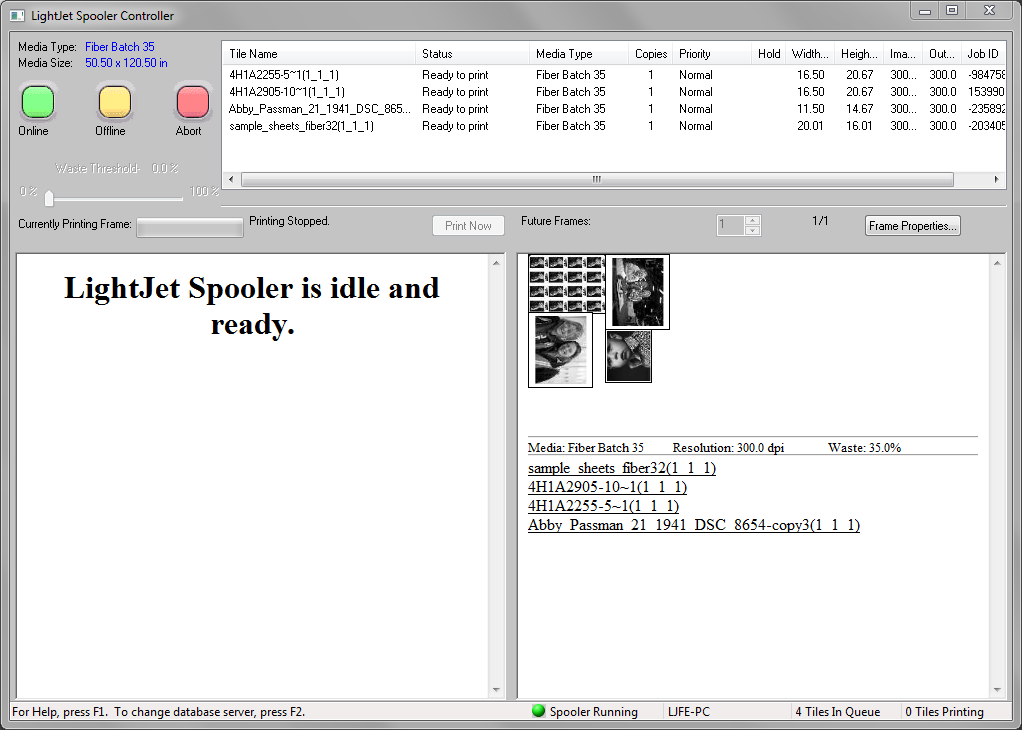 LightJet Spooler Controller
Media Type: Fiber Batch 35
Media Size: 50.50 x 120.50 in
Online Offline Abort
Waste Threshold- 0.0 %
0 % 100 %
Tile Name Status Media Type Copies Priority Hold Width... Heigh... Ima... Out... Job ID
4H1A2255-5~1(1_1_1) Ready to print Fiber Batch 35 1 Normal 16.50 20.67 300... 300.0 -984758
4H1A2905-10~1(1_1_1) Ready to print Fiber Batch 35 1 Normal 16.50 20.67 300... 300.0 153990
Abby_Passman_21_1941_DSC_865... Ready to print Fiber Batch 35 1 Normal 11.50 14.67 300... 300.0 -235892
sample_sheets_fiber32(1_1_1) Ready to print Fiber Batch 35 1 Normal 20.01 16.01 300... 300.0 -203405
Currently Printing Frame: Printing Stopped. Print Now Future Frames: 1 1/1 Frame Properties...
LightJet Spooler is idle and
ready.
Media: Fiber Batch 35 Resolution: 300.0 dpi Waste: 35.0%
sample_sheets_fiber32(1_1_1)
4H1A2905-10~1(1_1_1)
4H1A2255-5~1(1_1_1)
Abby_Passman_21_1941_DSC_8654-copy3(1_1_1)
For Help, press F1. To change database server, press F2. Spooler Running LJFE-PC 4 Tiles In Queue 0 Tiles Printing